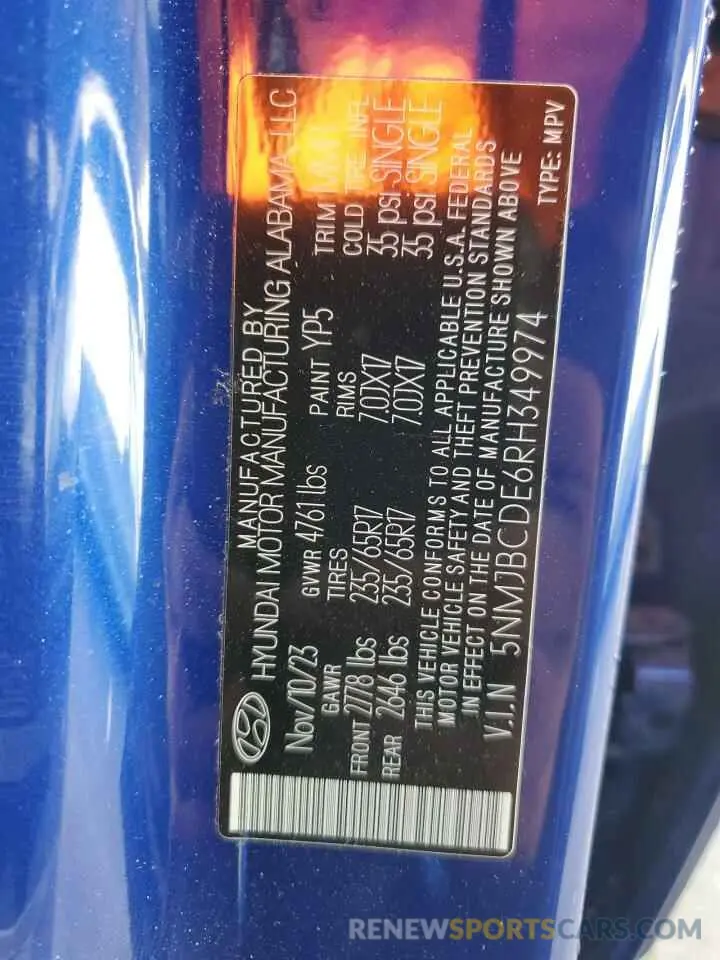 MANUFACTURED BY
HYUNDAI MOTOR MANUFACTURING ALABAMA, LLC
Nov/10/23 GVWR 4761 lbs PAINT YP5 TRIM
GAWR TIRES RIMS COLD TIRE INFL
FRONT 2778 lbs 235/65R17 7.0JX17 35 psi SINGLE
REAR 2646 lbs 235/65R17 7.0JX17 35 psi SINGLE
THIS VEHICLE CONFORMS TO ALL APPLICABLE U.S.A. FEDERAL
MOTOR VEHICLE SAFETY AND THEFT PREVENTION STANDARDS
IN EFFECT ON THE DATE OF MANUFACTURE SHOWN ABOVE
V.I.N 5NMJBCDE6RH349974 TYPE: MPV
RENEWSPORTSCARS.COM